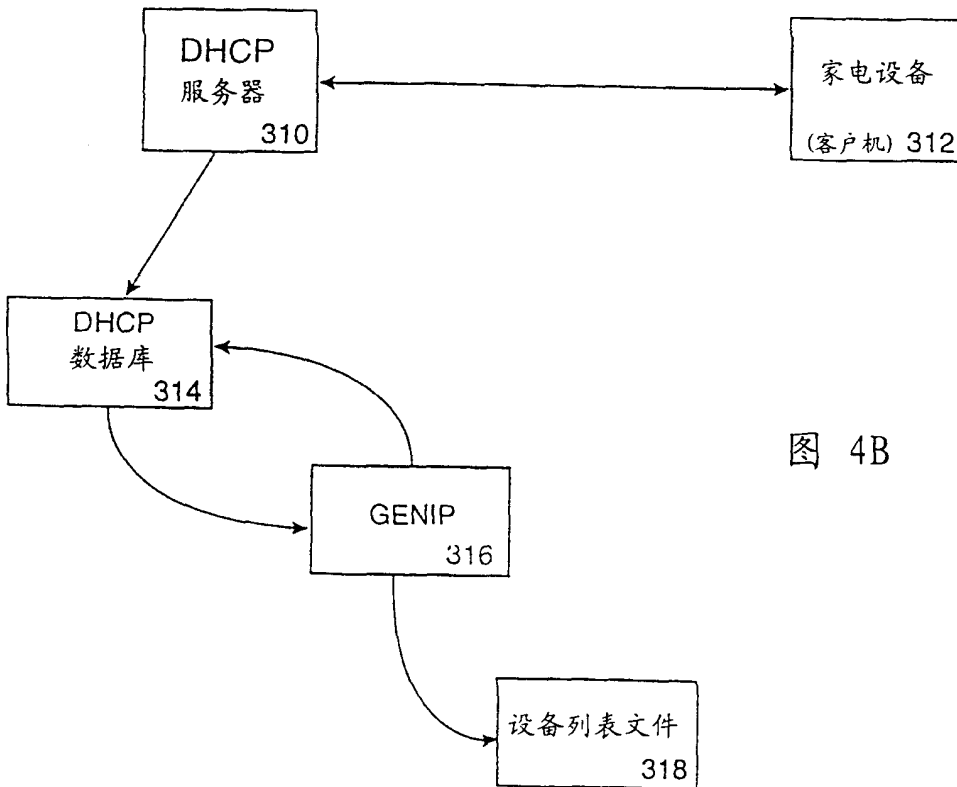 DHCP
服务器
310
家电设备
(客户机) 312
DHCP
数据库
314
图 4B
GENIP
316
设备列表文件
318